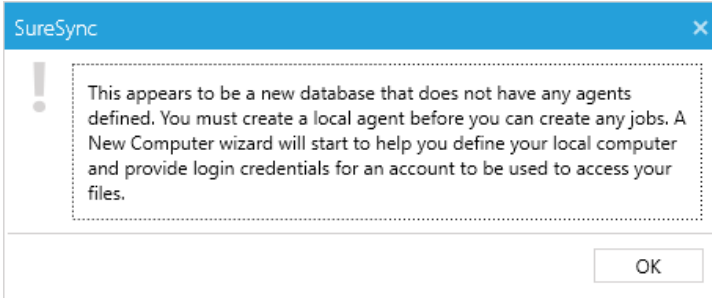 SureSync
This appears to be a new database that does not have any agents
defined. You must create a local agent before you can create any jobs. A
New Computer wizard will start to help you define your local computer
and provide login credentials for an account to be used to access your
files.
OK